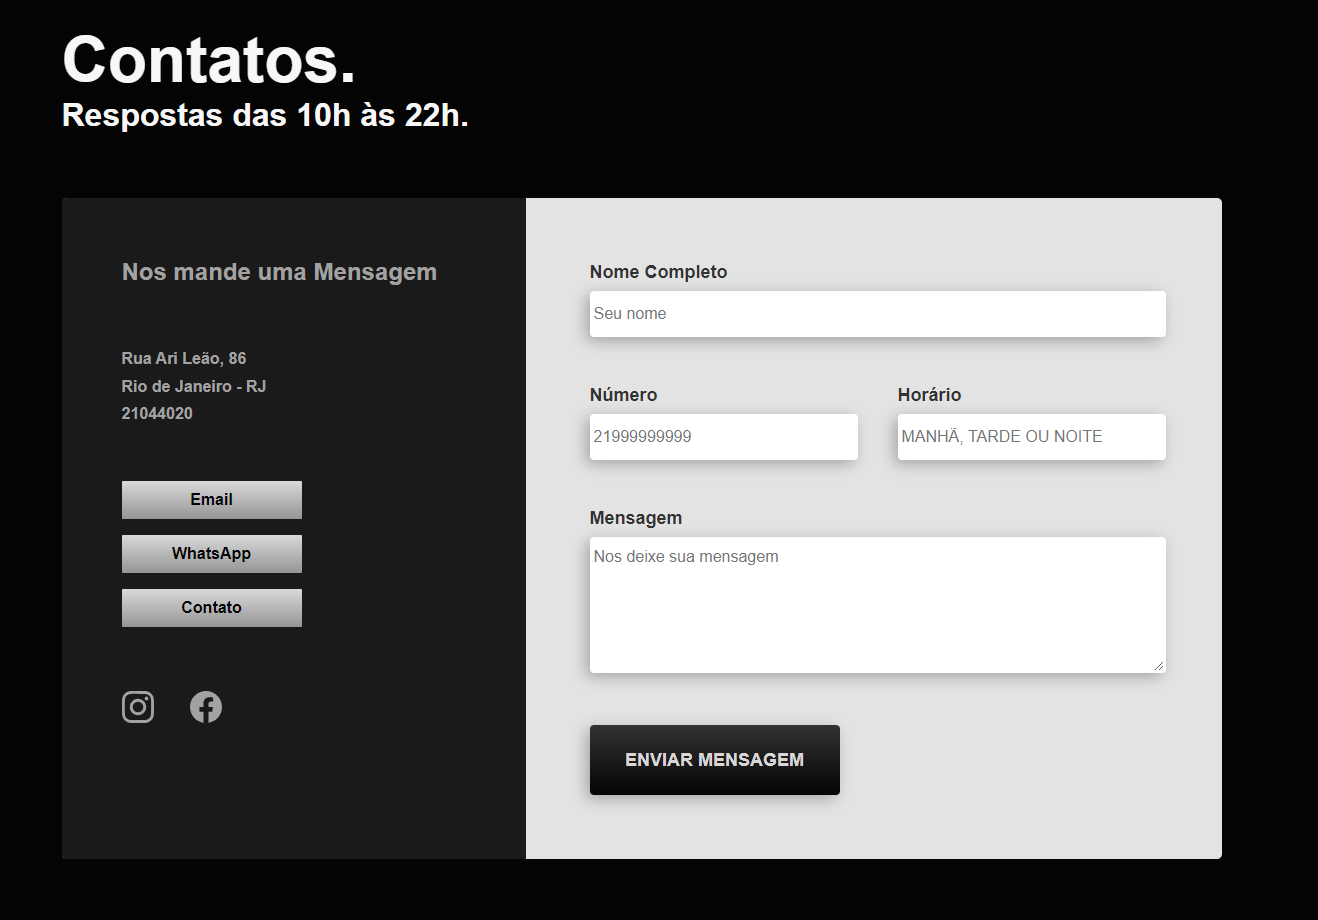 Contatos.
Respostas das 10h às 22h.
Nos mande uma Mensagem
Rua Ari Leão, 86
Rio de Janeiro - RJ
21044020
Email
WhatsApp
Contato
Nome Completo
Seu nome
Número
Horário
21999999999
MANHÃ, TARDE OU NOITE
Mensagem
Nos deixe sua mensagem
ENVIAR MENSAGEM